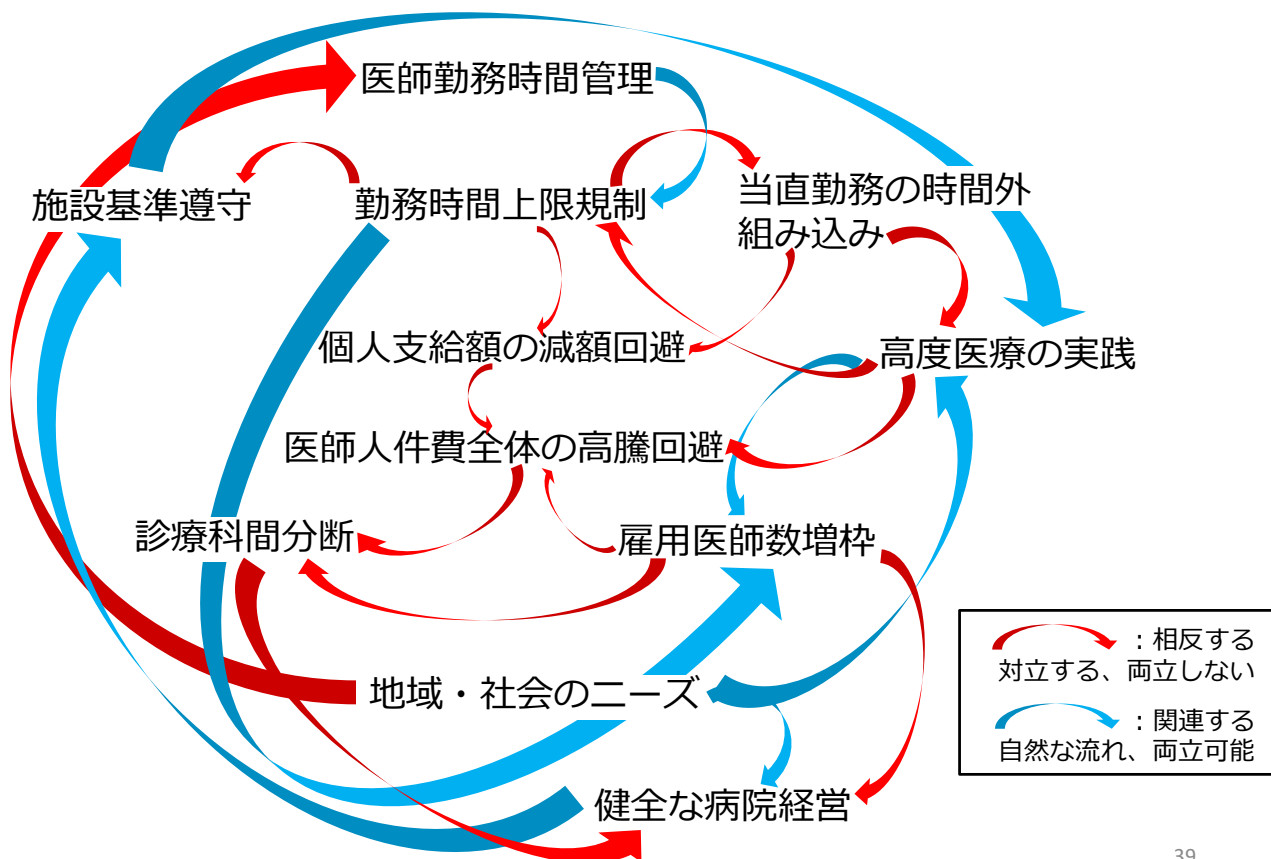 医師勤務時間管理
施設基準遵守
勤務時間上限規制
当直勤務の時間外
組み込み
個人支給額の減額回避
高度医療の実践
医師人件費全体の高騰回避
診療科間分断
雇用医師数増枠
地域・社会のニーズ
健全な病院経営
：相反する
対立する、両立しない
：関連する
自然な流れ、両立可能
39